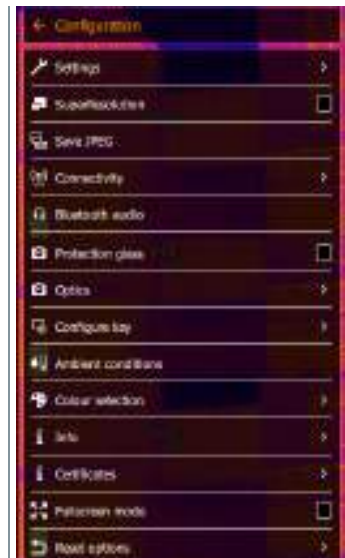 Configuration
Settings
SuperResolution
Save JPEG
Connectivity
Bluetooth audio
Protection glass
Optics
Configure key
Ambient conditions
Colour selection
Info
Certificates
Fullscreen mode
Reset options